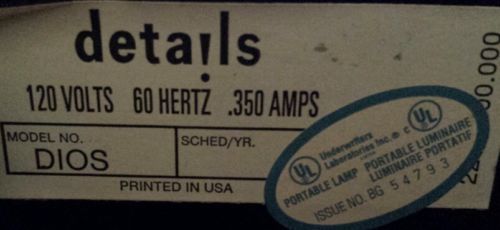 details
120 VOLTS 60 HERTZ .350 AMPS
MODEL NO.
DIOS
SCHED/YR.
PRINTED IN USA
UL
Underwriters
Laboratories Inc.® C
UL
PORTABLE LAMP PORTABLE LUMINAIRE
LUMINAIRE PORTATIF
ISSUE NO. BG 54793